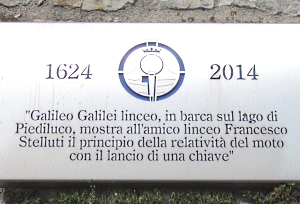 1624 2014
"Galileo Galilei linceo, in barca sul lago di
Piediluco, mostra all'amico linceo Francesco
Stelluti il principio della relatività del moto
con il lancio di una chiave"